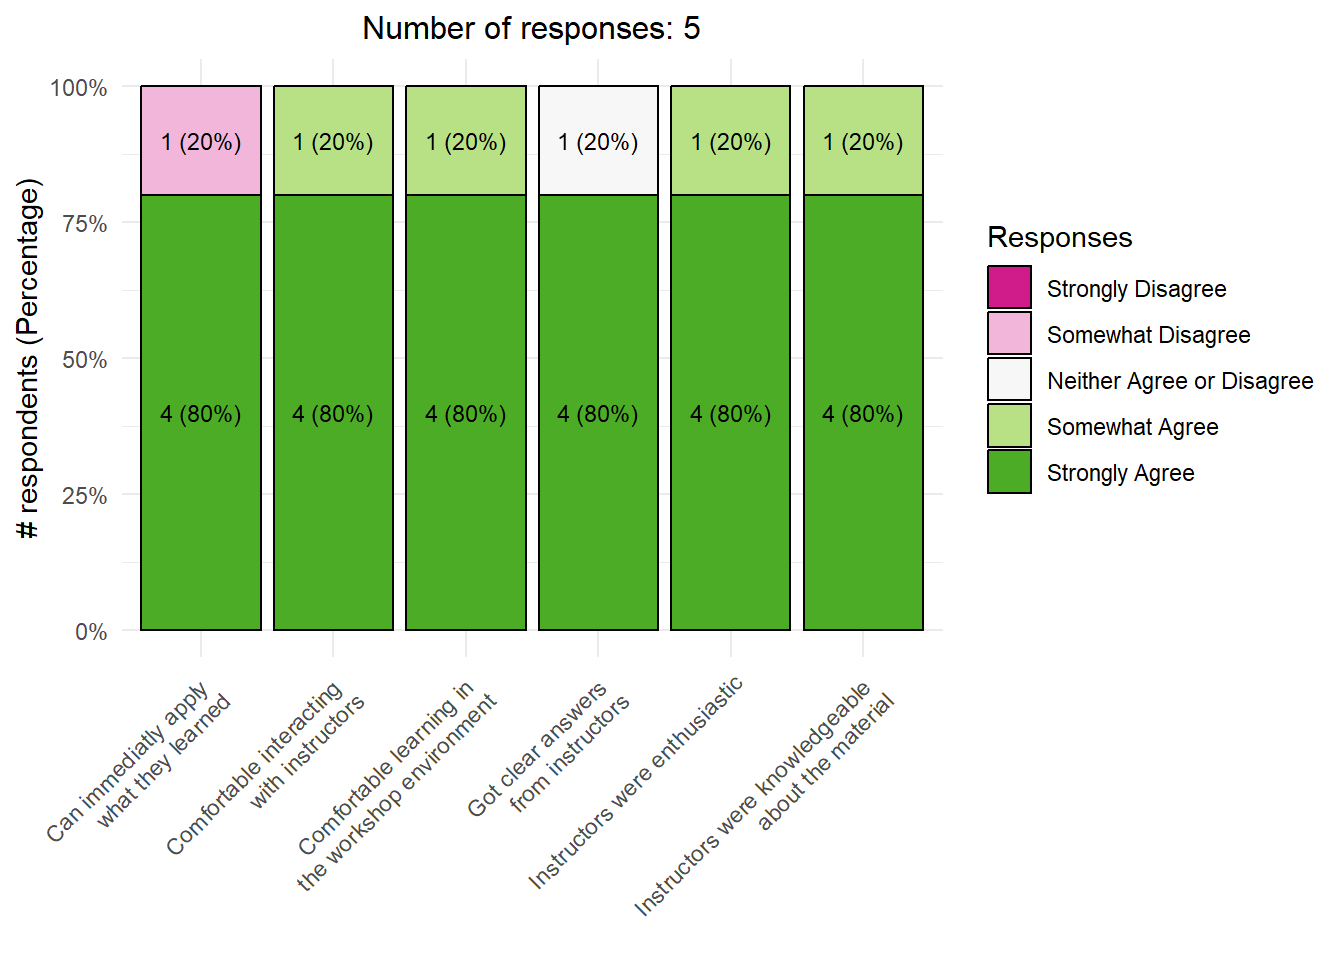 Number of responses: 5
# respondents (Percentage)
100%
75%
50%
25%
0%
1 (20%)
1 (20%)
1 (20%)
1 (20%)
1 (20%)
1 (20%)
4 (80%)
4 (80%)
4 (80%)
4 (80%)
4 (80%)
4 (80%)
Can immediatly apply
what they learned
Comfortable interacting
with instructors
Comfortable learning in
the workshop environment
Got clear answers
from instructors
Instructors were enthusiastic
Instructors were knowledgeable
about the material
Responses
Strongly Disagree
Somewhat Disagree
Neither Agree or Disagree
Somewhat Agree
Strongly Agree